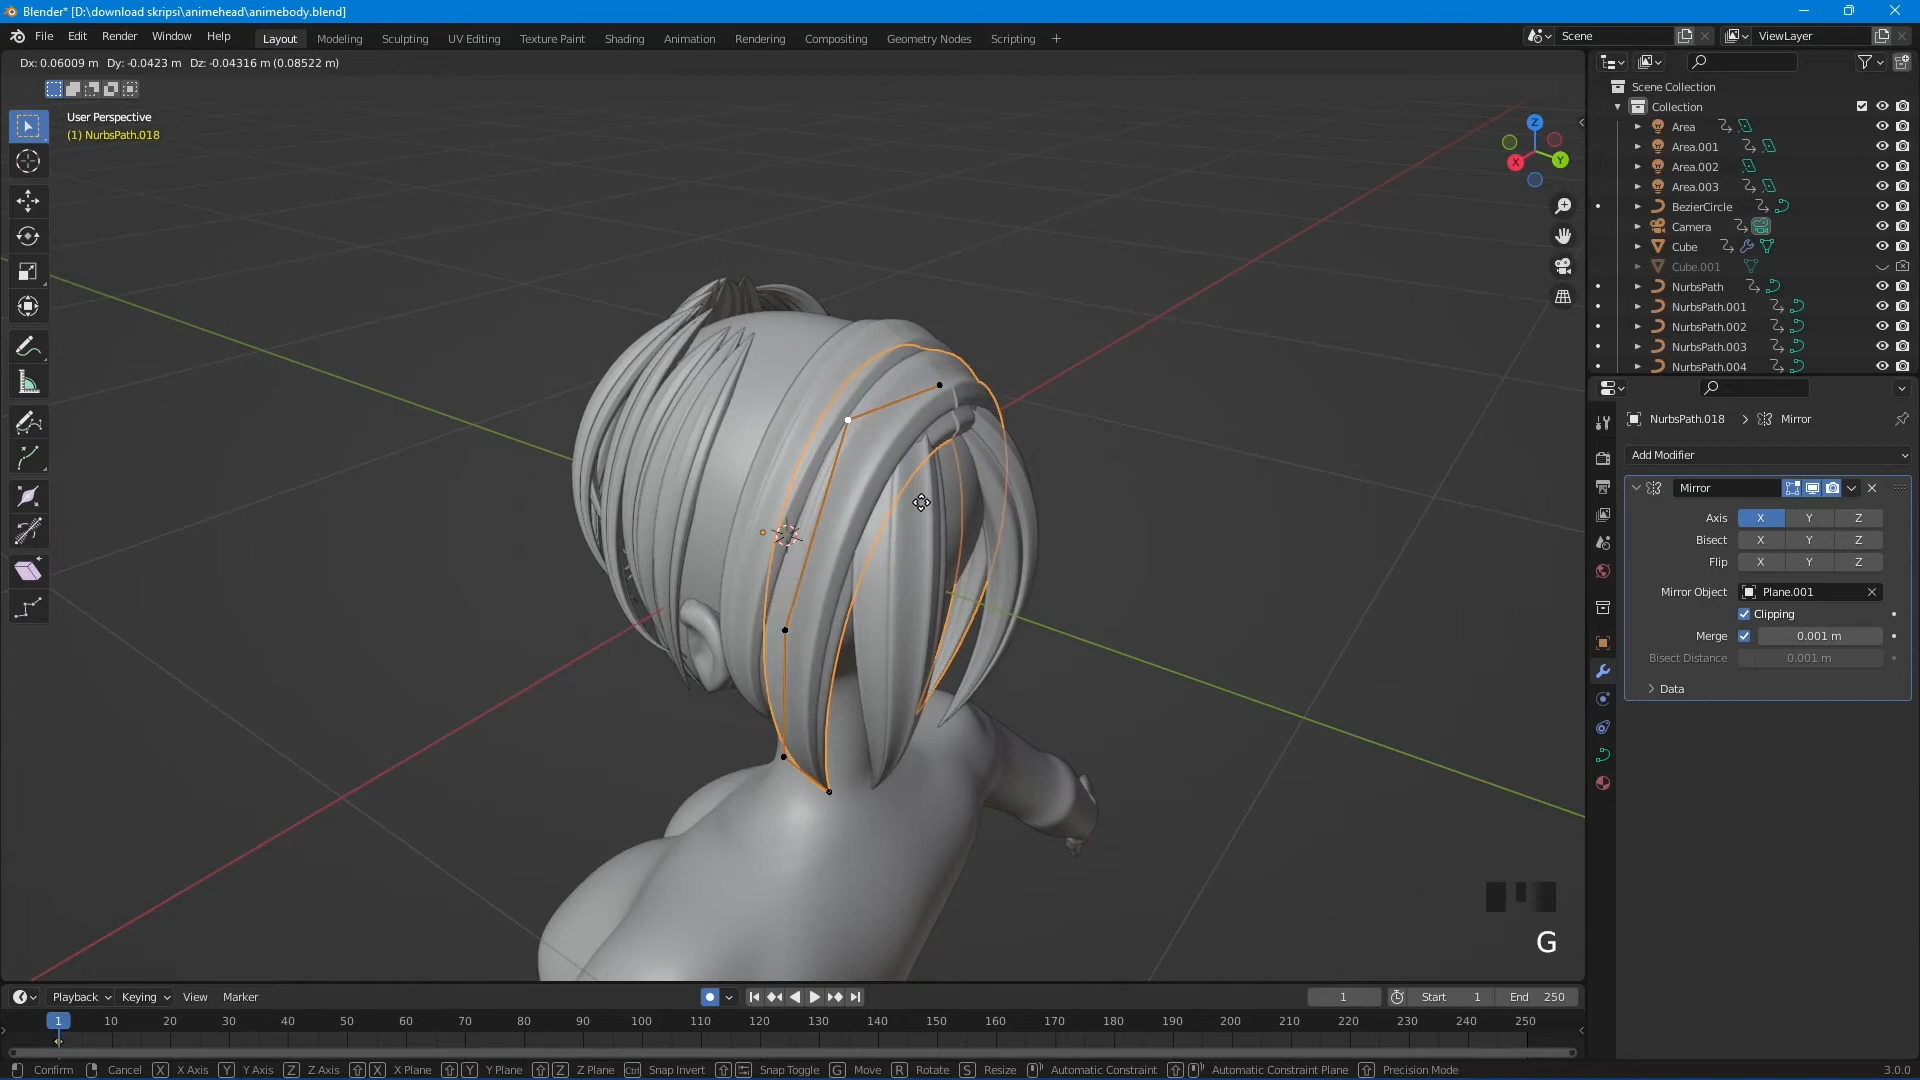 Blender* [D:\download skripsi\animehead\animebody.blend]
File Edit Render Window Help Layout Modeling Sculpting UV Editing Texture Paint Shading Animation Rendering Compositing Geometry Nodes Scripting + Scene ViewLayer
Dx: 0.06009 m Dy: -0.0423 m Dz: -0.04316 m (0.08522 m)
User Perspective
(1) NurbsPath.018
Z
Y
X
Scene Collection
Collection
Area
Area.001
Area.002
Area.003
BezierCircle
Camera
Cube
Cube.001
NurbsPath
NurbsPath.001
NurbsPath.002
NurbsPath.003
NurbsPath.004
NurbsPath.018 > Mirror
Add Modifier
Mirror
Axis X Y Z
Bisect X Y Z
Flip X Y Z
Mirror Object Plane.001
Clipping
Merge 0.001 m
Bisect Distance 0.001 m
Data
G
Playback Keying View Marker 1 Start 1 End 250
1 10 20 30 40 50 60 70 80 90 100 110 120 130 140 150 160 170 180 190 200 210 220 230 240 250
Confirm Cancel X X Axis Y Y Axis Z Z Axis X X Plane Y Y Plane Z Z Plane Ctrl Snap Invert Snap Toggle G Move R Rotate S Resize Automatic Constraint Automatic Constraint Plane Precision Mode 3.0.0